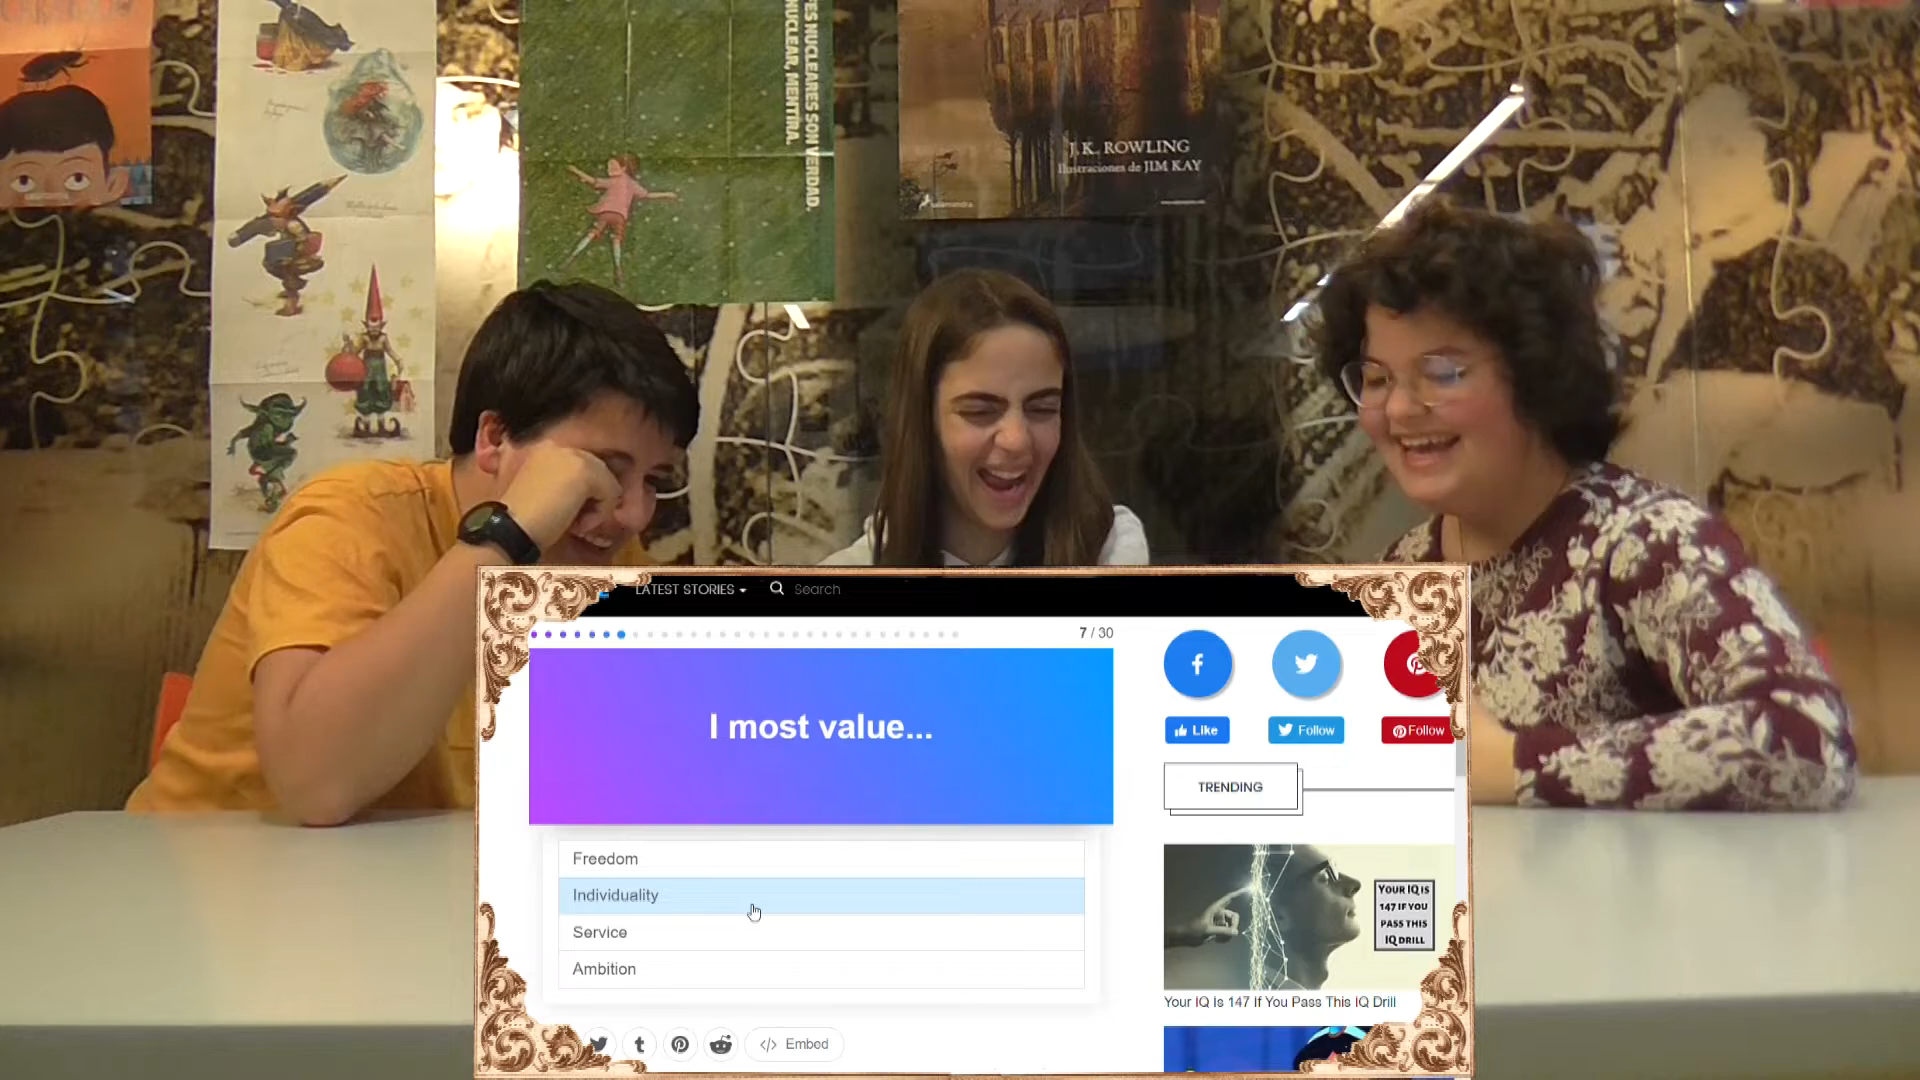 ES NUCLEARES SON VERDAD.
NUCLEAR, MENTIRA.
J. K. ROWLING
Ilustraciones de JIM KAY
salamandra
LATEST STORIES
Search
7 / 30
I most value...
Freedom
Individuality
Service
Ambition
Embed
Like
Follow
Follow
TRENDING
YOUR IQ IS
147 IF YOU
PASS THIS
IQ DRILL
Your IQ Is 147 If You Pass This IQ Drill